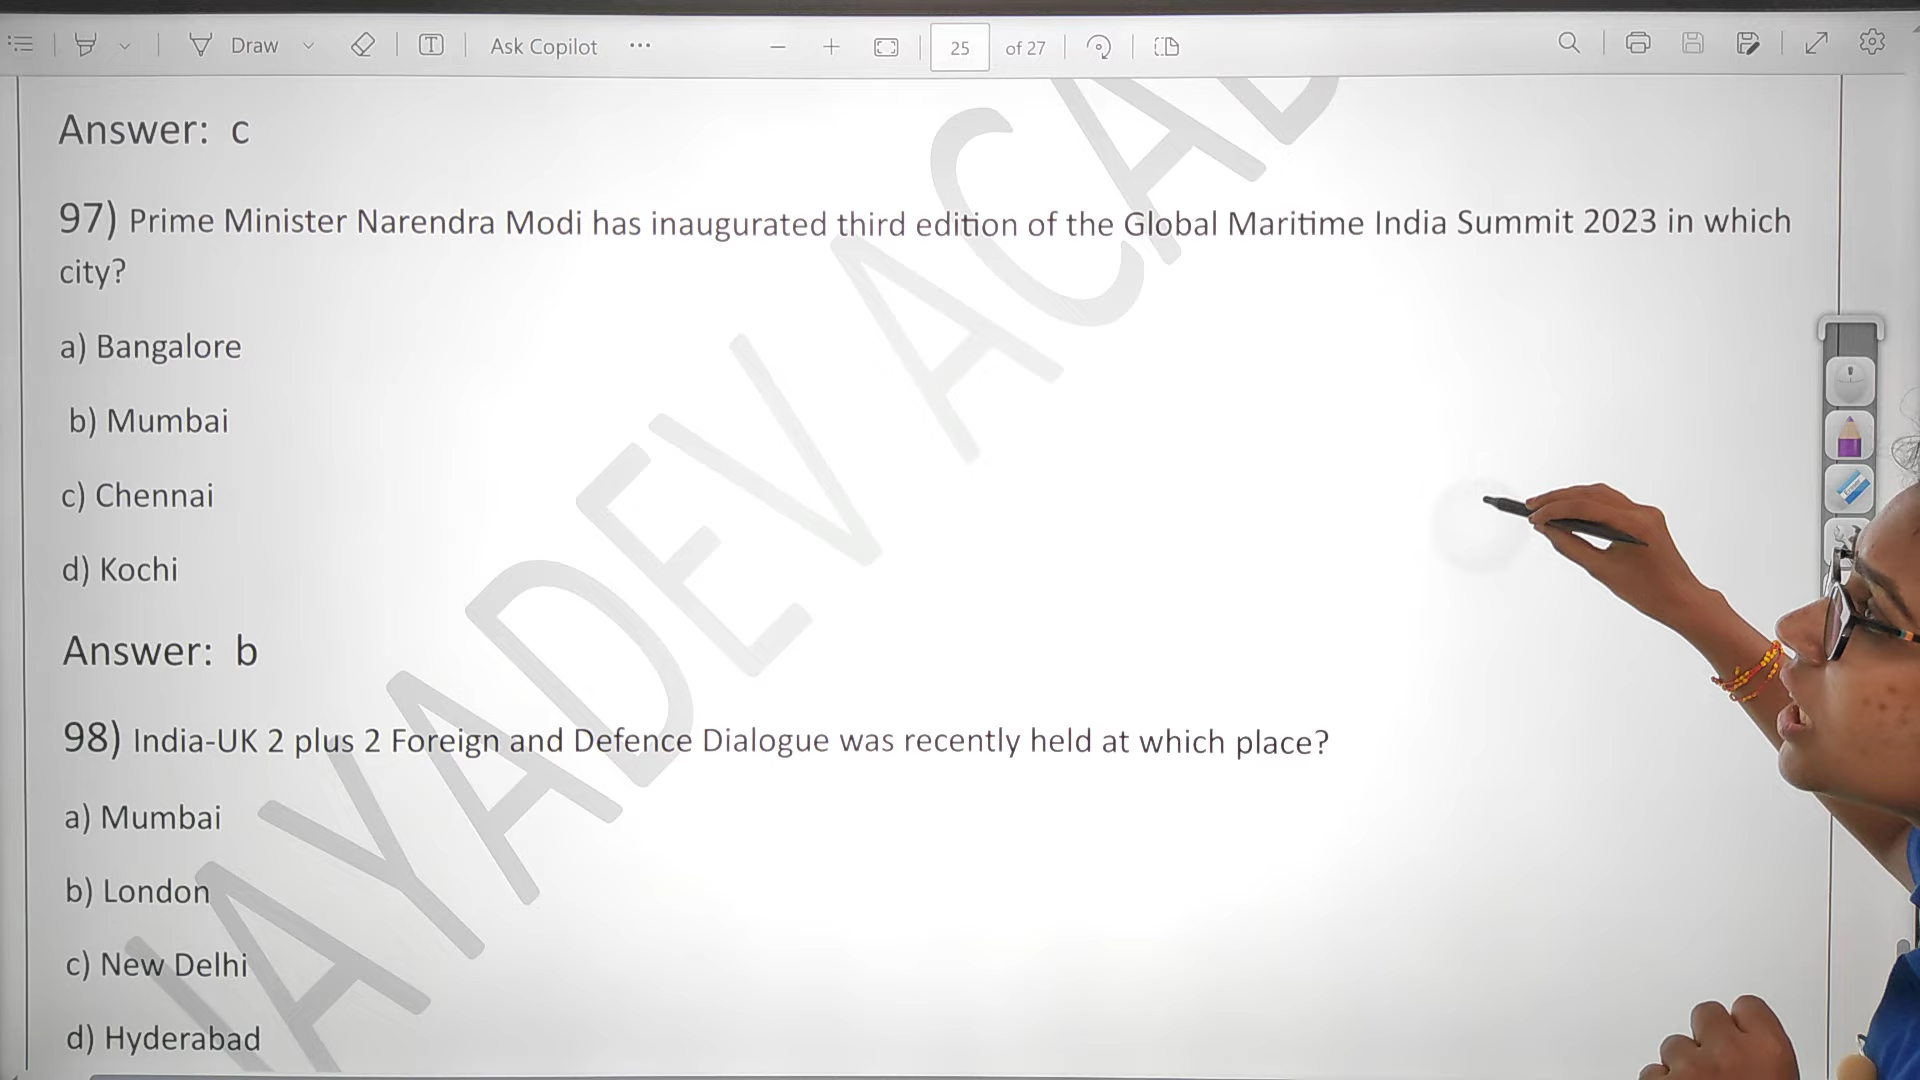 Draw
T
Ask Copilot
25
of 27
Answer: c
97) Prime Minister Narendra Modi has inaugurated third edition of the Global Maritime India Summit 2023 in which
city?
a) Bangalore
b) Mumbai
c) Chennai
d) Kochi
Answer: b
98) India-UK 2 plus 2 Foreign and Defence Dialogue was recently held at which place?
a) Mumbai
b) London
c) New Delhi
d) Hyderabad
JAYADEV ACAD